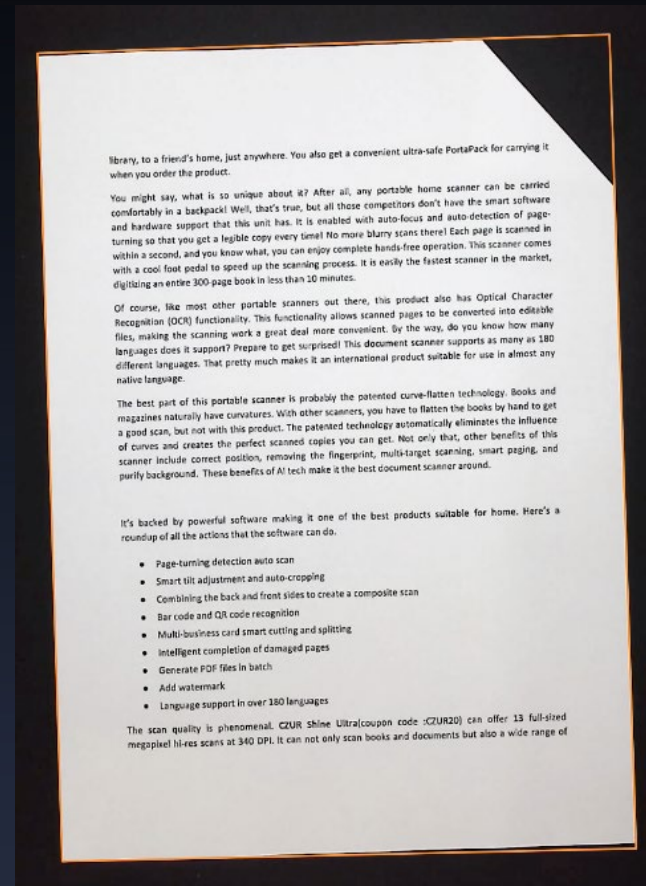 library, to a friend's home, just anywhere. You also get a convenient ultra-safe PortaPack for carrying it
when you order the product.
You might say, what is so unique about it? After all, any portable home scanner can be carried
comfortably in a backpack! Well, that's true, but all those competitors don't have the smart software
and hardware support that this unit has. It is enabled with auto-focus and auto-detection of page-
turning so that you get a legible copy every time! No more blurry scans there! Each page is scanned in
within a second, and you know what, you can enjoy complete hands-free operation. This scanner comes
with a cool foot pedal to speed up the scanning process. It is easily the fastest scanner in the market,
digitizing an entire 300-page book in less than 10 minutes.
Of course, like most other portable scanners out there, this product also has Optical Character
Recognition (OCR) functionality. This functionality allows scanned pages to be converted into editable
files, making the scanning work a great deal more convenient. By the way, do you know how many
languages does it support? Prepare to get surprised! This document scanner supports as many as 180
different languages. That pretty much makes it an international product suitable for use in almost any
native language.
The best part of this portable scanner is probably the patented curve-flatten technology. Books and
magazines naturally have curvatures. With other scanners, you have to flatten the books by hand to get
a good scan, but not with this product. The patented technology automatically eliminates the influence
of curves and creates the perfect scanned copies you can get. Not only that, other benefits of this
scanner include correct position, removing the fingerprint, multi-target scanning, smart paging, and
purify background. These benefits of AI tech make it the best document scanner around.
It's backed by powerful software making it one of the best products suitable for home. Here's a
roundup of all the actions that the software can do.
• Page-turning detection auto scan
• Smart tilt adjustment and auto-cropping
• Combining the back and front sides to create a composite scan
• Bar code and QR code recognition
• Multi-business card smart cutting and splitting
• Intelligent completion of damaged pages
• Generate PDF files in batch
• Add watermark
• Language support in over 180 languages
The scan quality is phenomenal. CZUR Shine Ultra(coupon code :CZUR20) can offer 13 full-sized
megapixel hi-res scans at 340 DPI. It can not only scan books and documents but also a wide range of